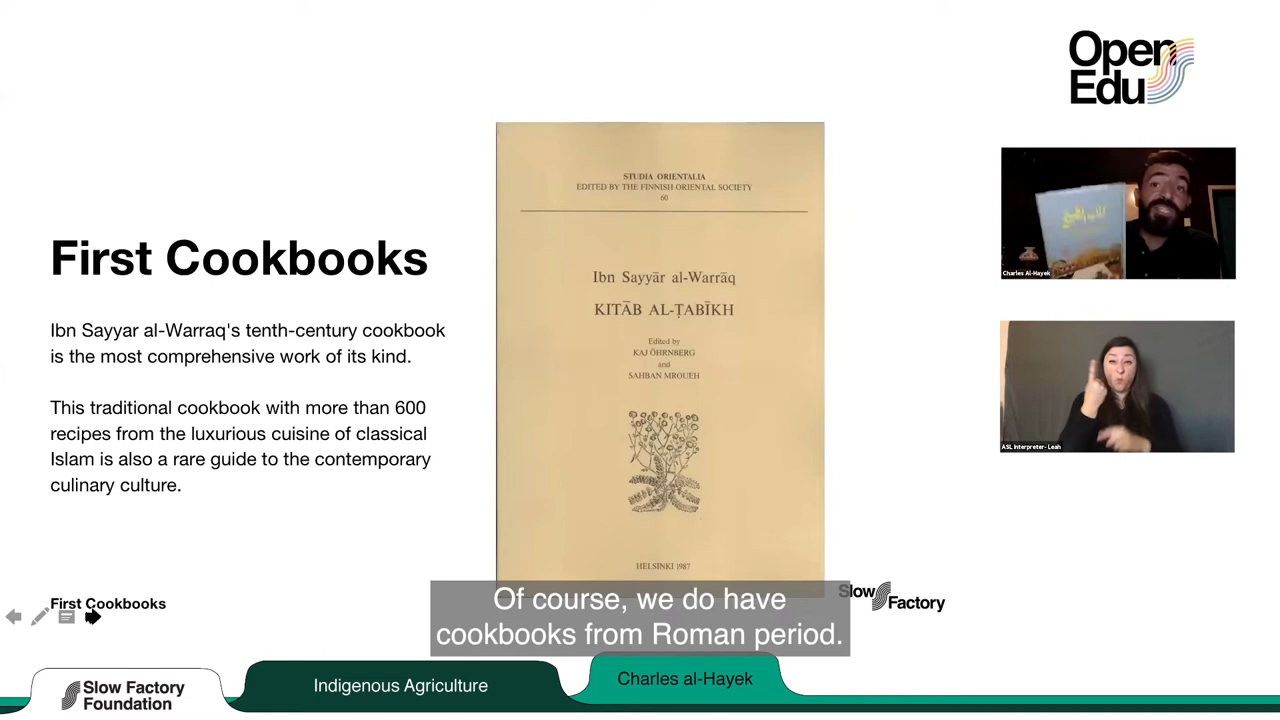 Open
Edu
First Cookbooks
Ibn Sayyar al-Warraq's tenth-century cookbook
is the most comprehensive work of its kind.
This traditional cookbook with more than 600
recipes from the luxurious cuisine of classical
Islam is also a rare guide to the contemporary
culinary culture.
STUDIA ORIENTALIA
EDITED BY THE FINNISH ORIENTAL SOCIETY
60
Ibn Sayyār al-Warrāq
KITĀB AL-ṬABĪKH
Edited by
KAJ ÖHRNBERG
and
SAHBAN MROUEH
HELSINKI 1987
Charles Al-Hayek
ASL Interpreter- Leah
First Cookbooks
Of course, we do have
cookbooks from Roman period.
Slow Factory
Slow Factory
Foundation
Indigenous Agriculture
Charles al-Hayek